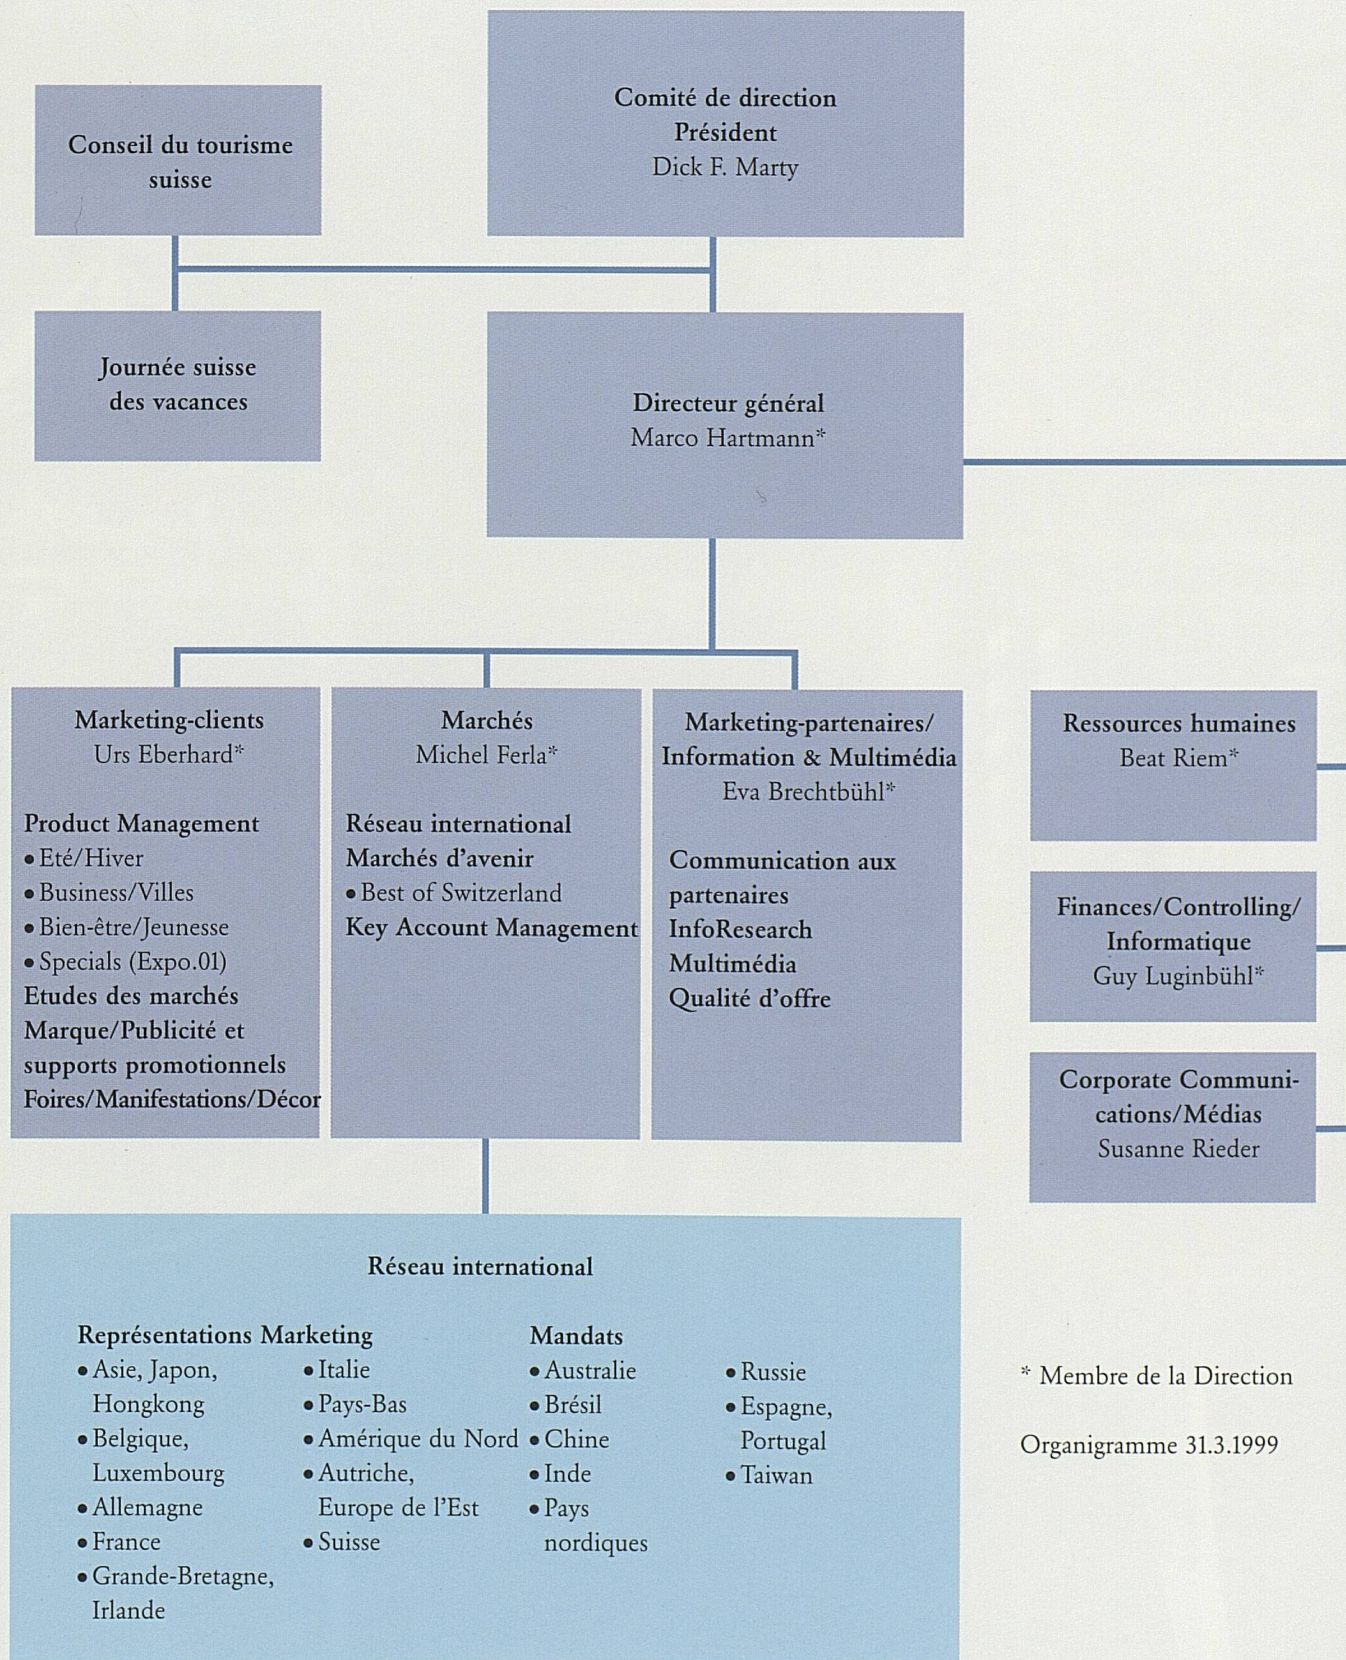 Conseil du tourisme
suisse
Comité de direction
Président
Dick F. Marty
Journée suisse
des vacances
Directeur général
Marco Hartmann*
Marketing-clients
Urs Eberhard*
Product Management
• Eté/Hiver
• Business/Villes
• Bien-être/Jeunesse
• Specials (Expo.01)
Etudes des marchés
Marque/Publicité et
supports promotionnels
Foires/Manifestations/Décor
Marchés
Michel Ferla*
Réseau international
Marchés d'avenir
• Best of Switzerland
Key Account Management
Marketing-partenaires/
Information & Multimédia
Eva Brechtbühl*
Communication aux
partenaires
InfoResearch
Multimédia
Qualité d'offre
Ressources humaines
Beat Riem*
Finances/Controlling/
Informatique
Guy Luginbühl*
Corporate Communi-
cations/Médias
Susanne Rieder
Réseau international
Représentations Marketing
• Asie, Japon,
Hongkong
• Belgique,
Luxembourg
• Allemagne
• France
• Grande-Bretagne,
Irlande
• Italie
• Pays-Bas
• Amérique du Nord
• Autriche,
Europe de l'Est
• Suisse
Mandats
• Australie
• Brésil
• Chine
• Inde
• Pays
nordiques
• Russie
• Espagne,
Portugal
• Taiwan
* Membre de la Direction
Organigramme 31.3.1999